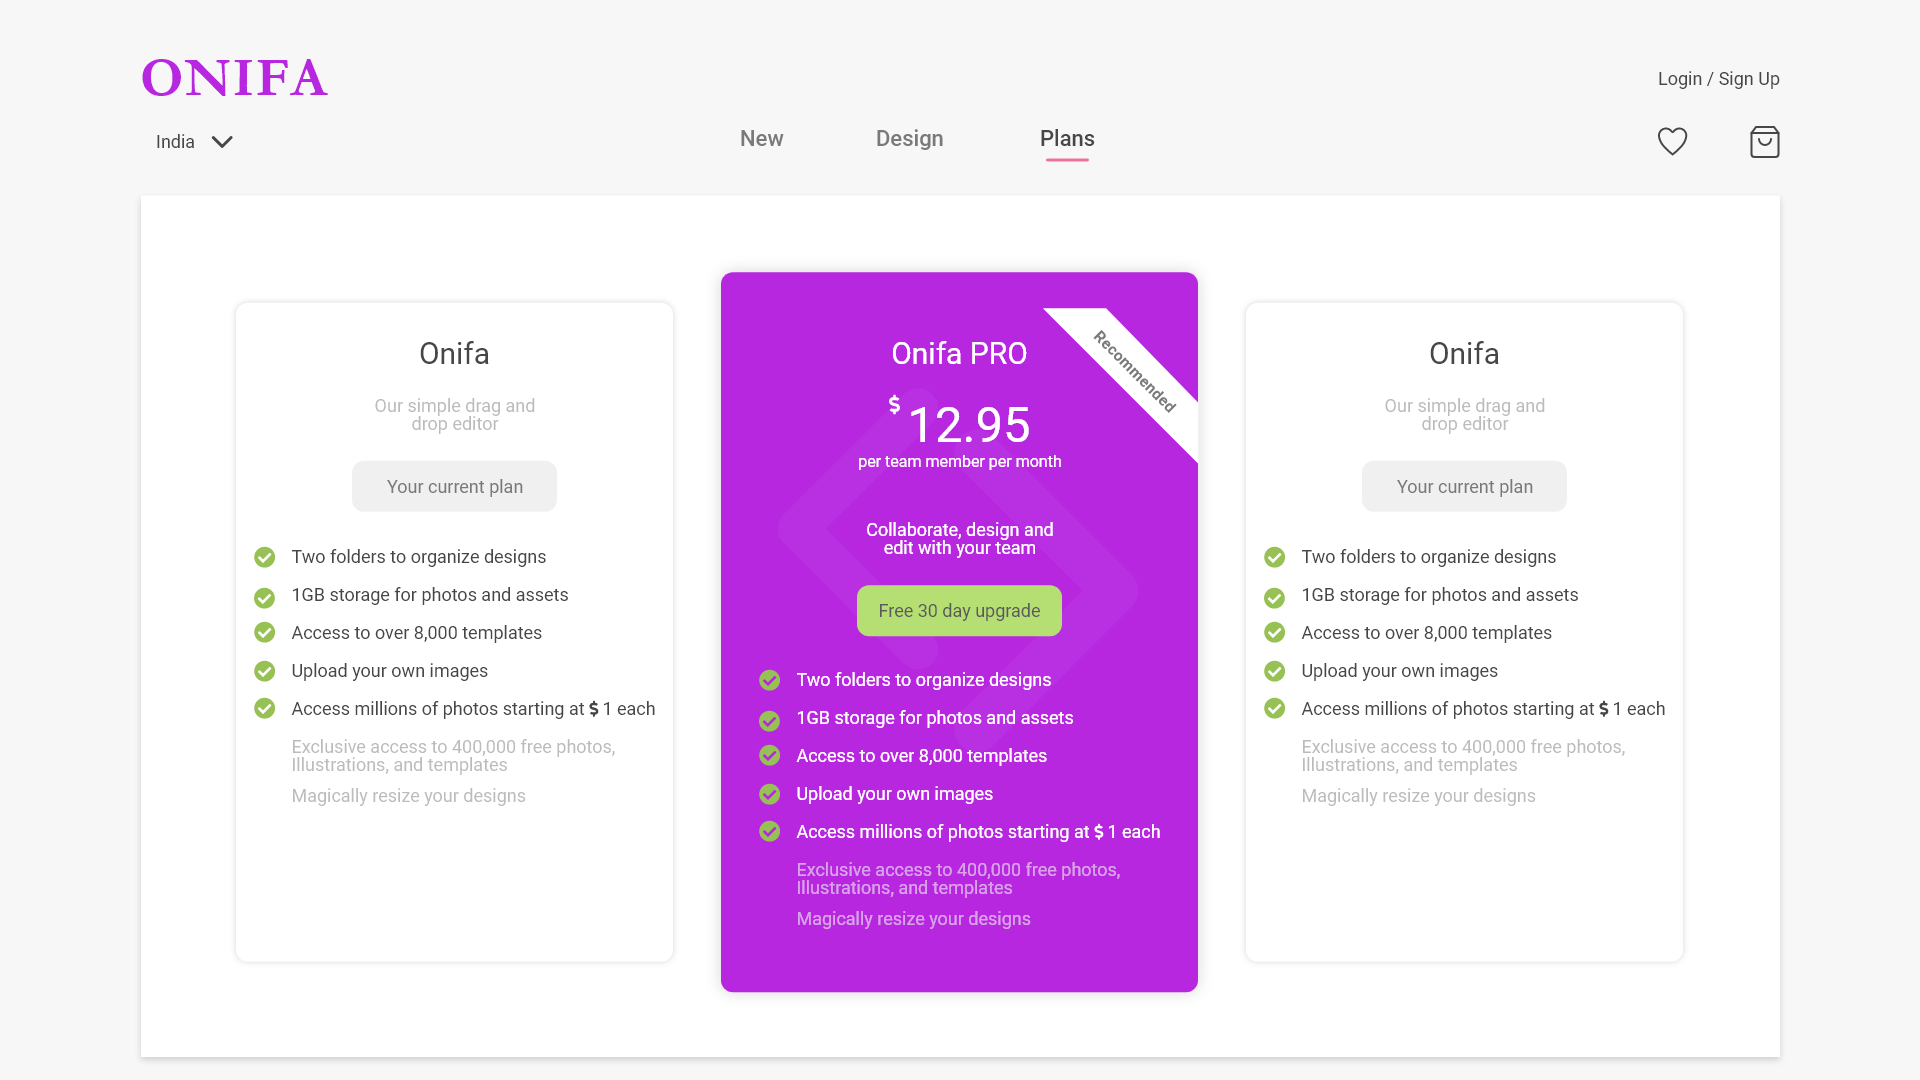 ONIFA
Login / Sign Up
India
New
Design
Plans
Onifa
Our simple drag and
drop editor
Your current plan
Two folders to organize designs
1GB storage for photos and assets
Access to over 8,000 templates
Upload your own images
Access millions of photos starting at $ 1 each
Exclusive access to 400,000 free photos,
Illustrations, and templates
Magically resize your designs
Recommended
Onifa PRO
$ 12.95
per team member per month
Collaborate, design and
edit with your team
Free 30 day upgrade
Two folders to organize designs
1GB storage for photos and assets
Access to over 8,000 templates
Upload your own images
Access millions of photos starting at $ 1 each
Exclusive access to 400,000 free photos,
Illustrations, and templates
Magically resize your designs
Onifa
Our simple drag and
drop editor
Your current plan
Two folders to organize designs
1GB storage for photos and assets
Access to over 8,000 templates
Upload your own images
Access millions of photos starting at $ 1 each
Exclusive access to 400,000 free photos,
Illustrations, and templates
Magically resize your designs